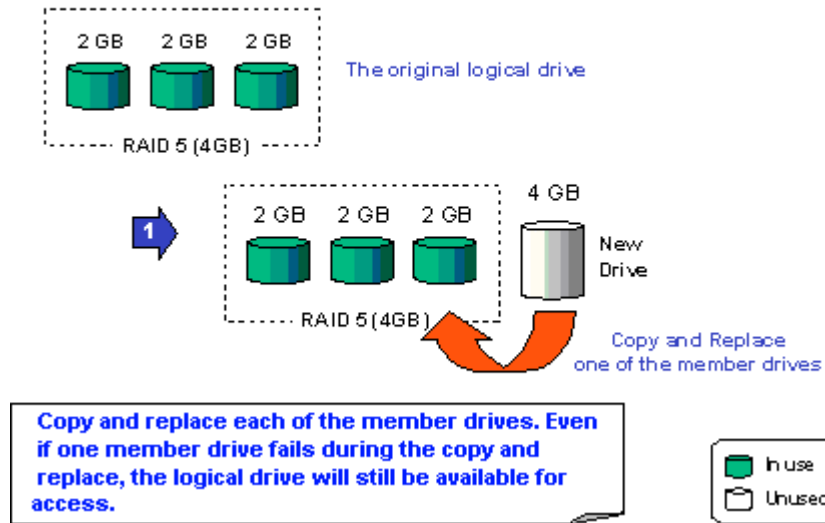 2 GB 2 GB 2 GB
The original logical drive
RAID 5 (4GB)
1
2 GB 2 GB 2 GB
4 GB
New
Drive
RAID 5 (4GB)
Copy and Replace
one of the member drives
Copy and replace each of the member drives. Even
if one member drive fails during the copy and
replace, the logical drive will still be available for
access.
In use
Unused